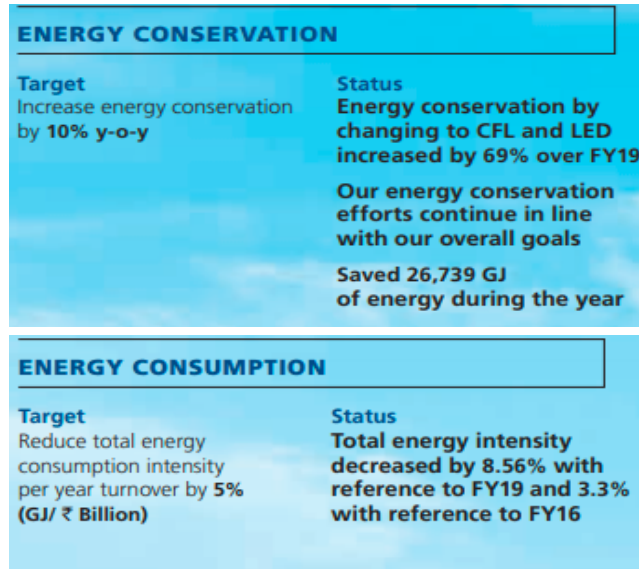 ENERGY CONSERVATION
Target
Increase energy conservation
by 10% y-o-y
Status
Energy conservation by
changing to CFL and LED
increased by 69% over FY19
Our energy conservation
efforts continue in line
with our overall goals
Saved 26,739 GJ
of energy during the year
ENERGY CONSUMPTION
Target
Reduce total energy
consumption intensity
per year turnover by 5%
(GJ/ ₹ Billion)
Status
Total energy intensity
decreased by 8.56% with
reference to FY19 and 3.3%
with reference to FY16